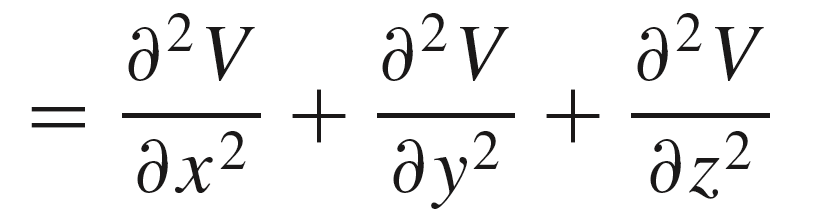 = ∂²V/∂x² + ∂²V/∂y² + ∂²V/∂z²